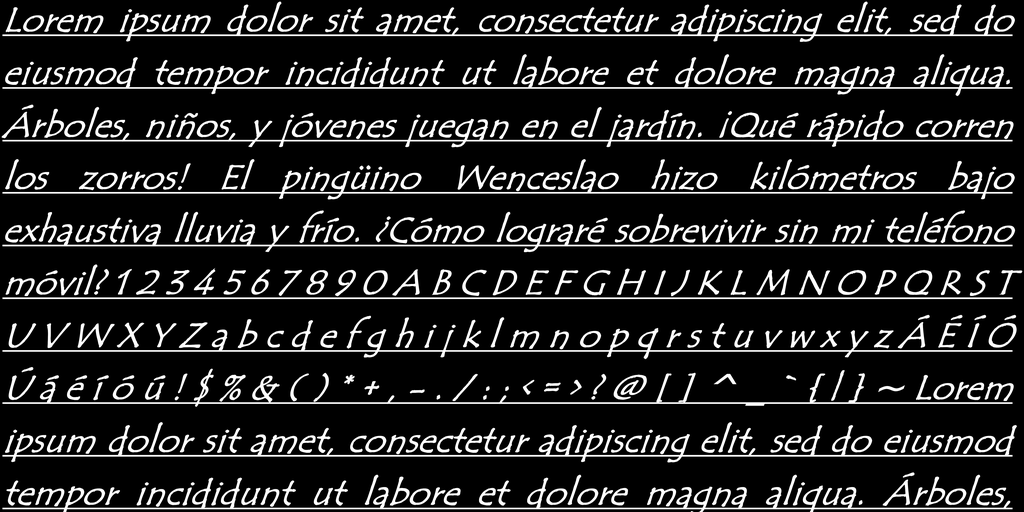 Lorem ipsum dolor sit amet, consectetur adipiscing elit, sed do
eiusmod tempor incididunt ut labore et dolore magna aliqua.
Árboles, niños, y jóvenes juegan en el jardín. ¡Qué rápido corren
los zorros! El pingüino Wenceslao hizo kilómetros bajo
exhaustiva lluvia y frío. ¿Cómo lograré sobrevivir sin mi teléfono
móvil? 1 2 3 4 5 6 7 8 9 0 A B C D E F G H I J K L M N O P Q R S T
U V W X Y Z a b c d e f g h i j k l m n o p q r s t u v w x y z Á É Í Ó
Ú á é í ó ú ! $ % & ( ) * + , - . / : ; < = > ? @ [ ] ^ _ ` { | } ~ Lorem
ipsum dolor sit amet, consectetur adipiscing elit, sed do eiusmod
tempor incididunt ut labore et dolore magna aliqua. Árboles,